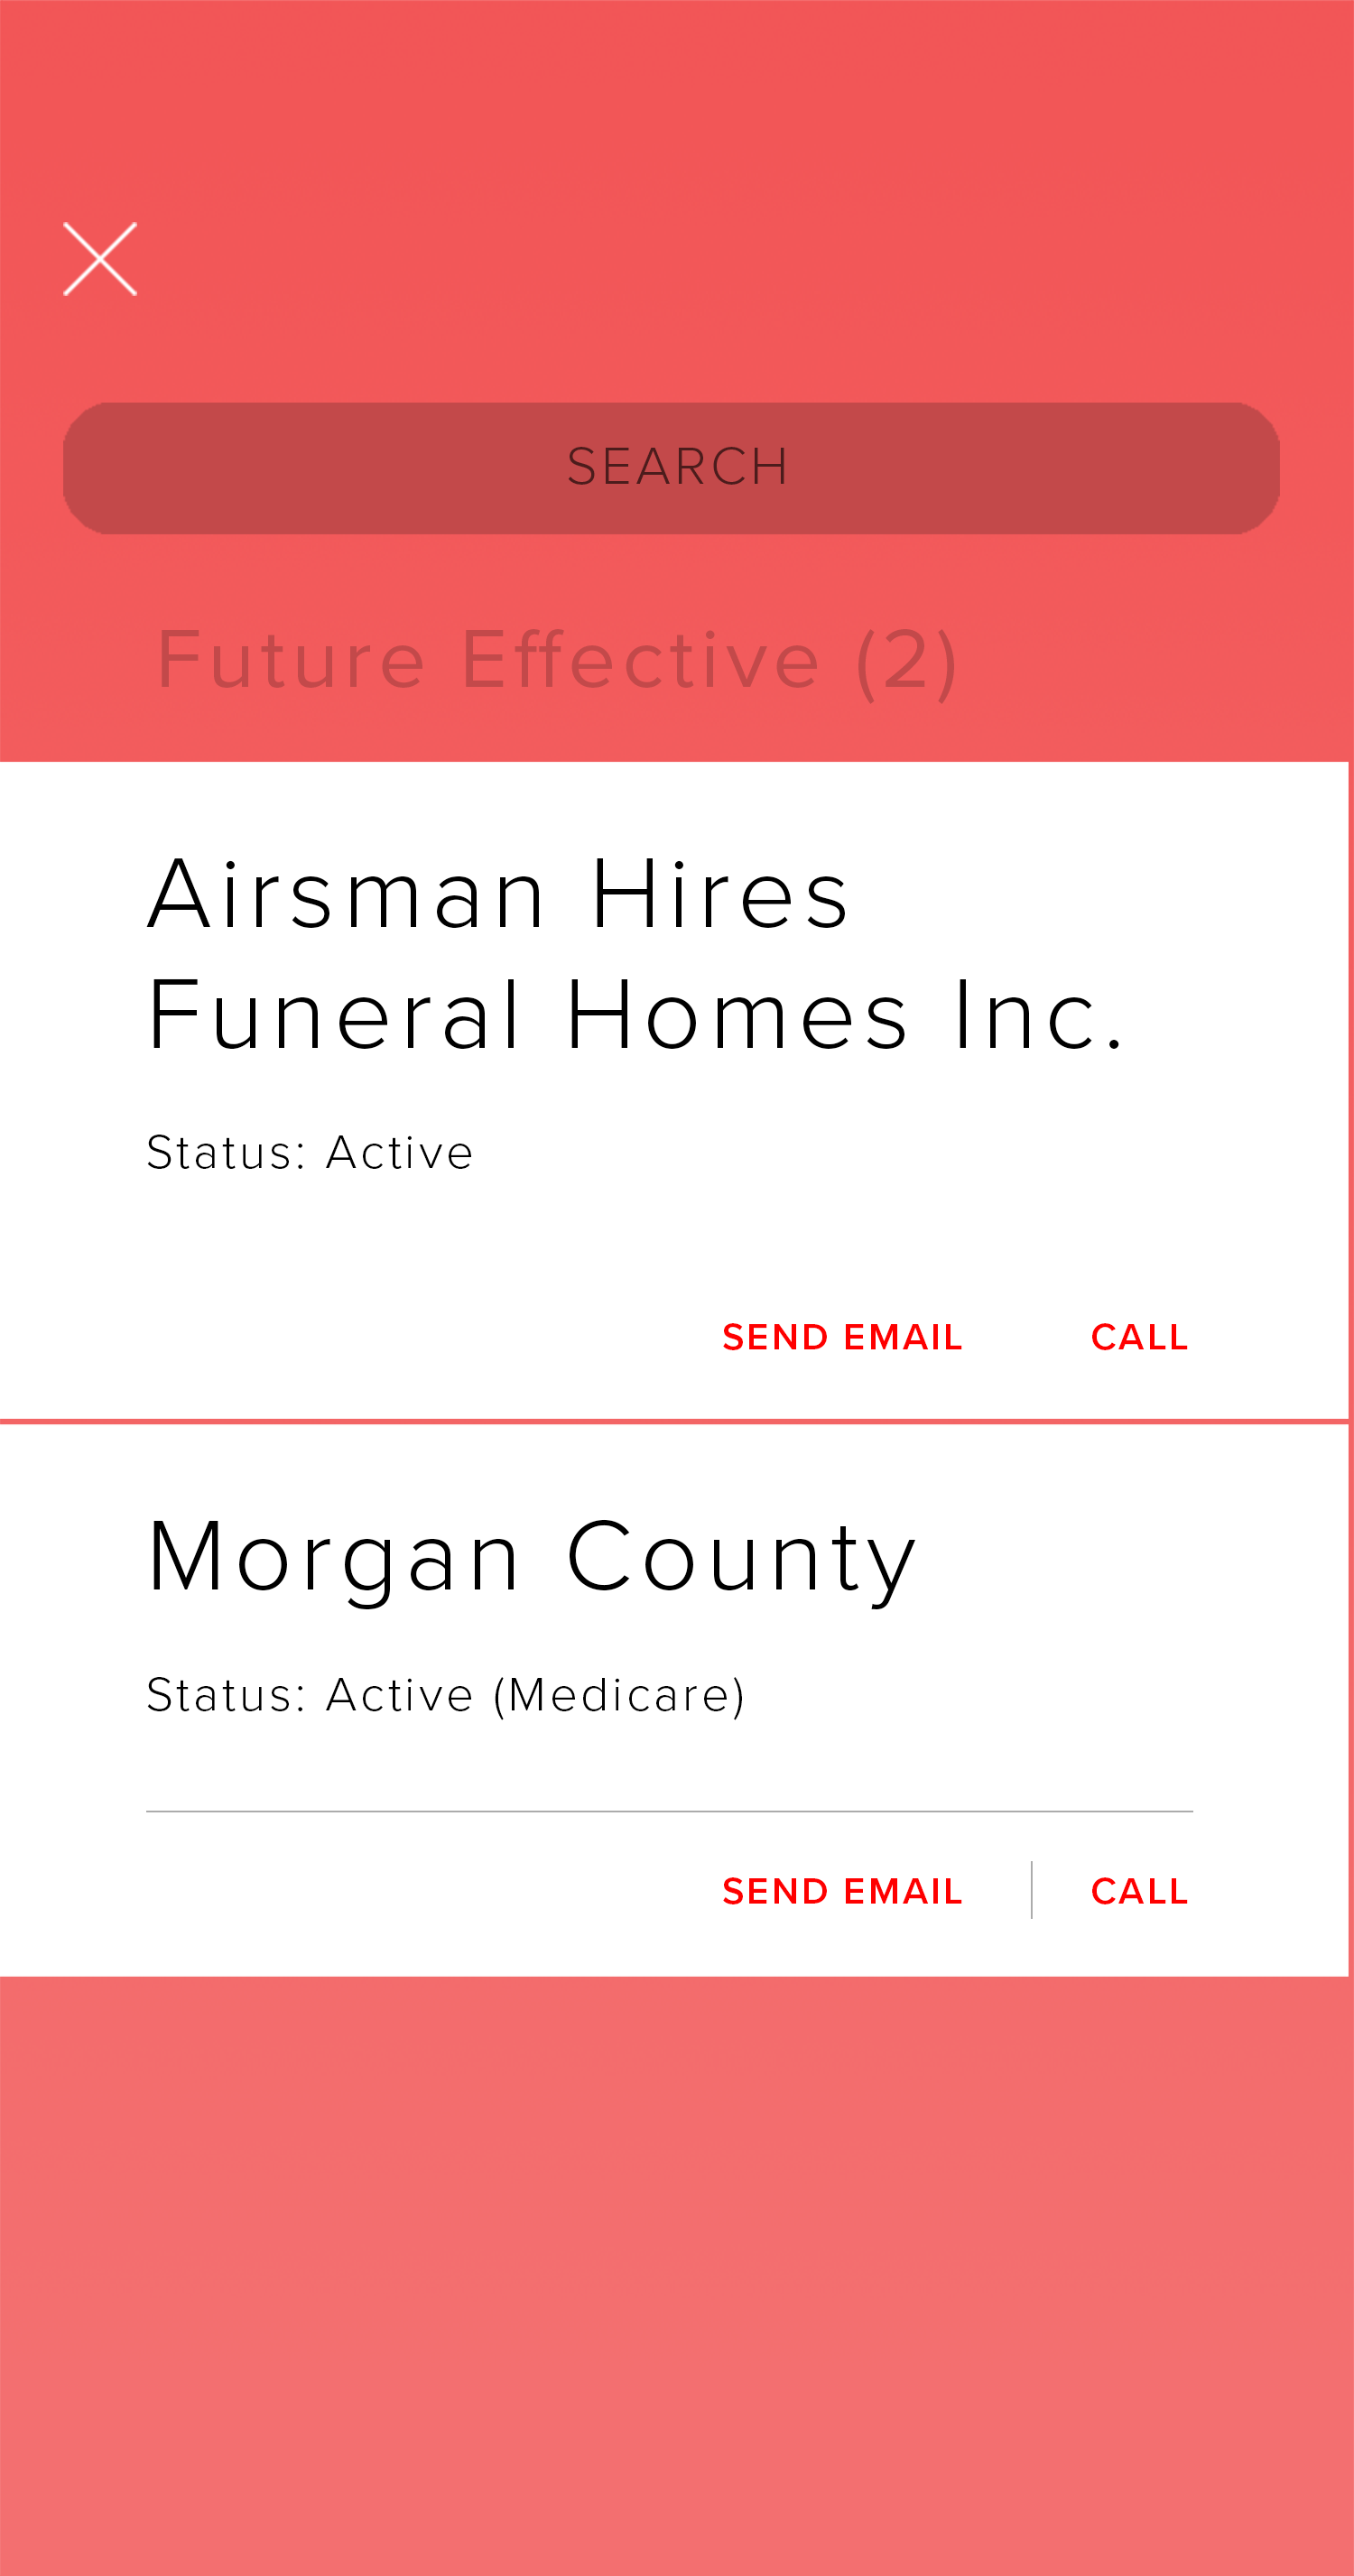 SEARCH
Future Effective (2)
Airsman Hires
Funeral Homes Inc.
Status: Active
SEND EMAIL CALL
Morgan County
Status: Active (Medicare)
SEND EMAIL CALL